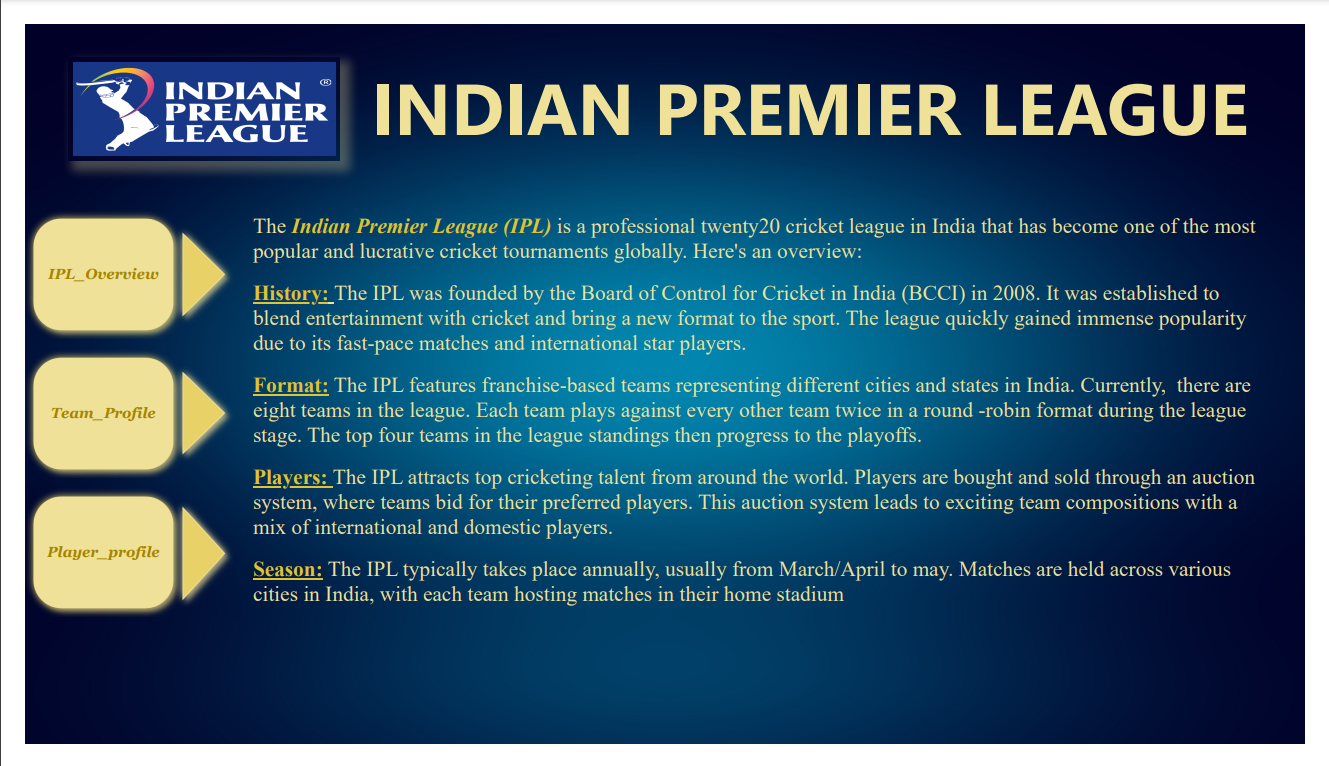 INDIAN
PREMIER
LEAGUE
®
INDIAN PREMIER LEAGUE
IPL_Overview
Team_Profile
Player_profile
The Indian Premier League (IPL) is a professional twenty20 cricket league in India that has become one of the most
popular and lucrative cricket tournaments globally. Here's an overview:
History: The IPL was founded by the Board of Control for Cricket in India (BCCI) in 2008. It was established to
blend entertainment with cricket and bring a new format to the sport. The league quickly gained immense popularity
due to its fast-pace matches and international star players.
Format: The IPL features franchise-based teams representing different cities and states in India. Currently,  there are
eight teams in the league. Each team plays against every other team twice in a round -robin format during the league
stage. The top four teams in the league standings then progress to the playoffs.
Players: The IPL attracts top cricketing talent from around the world. Players are bought and sold through an auction
system, where teams bid for their preferred players. This auction system leads to exciting team compositions with a
mix of international and domestic players.
Season: The IPL typically takes place annually, usually from March/April to may. Matches are held across various
cities in India, with each team hosting matches in their home stadium